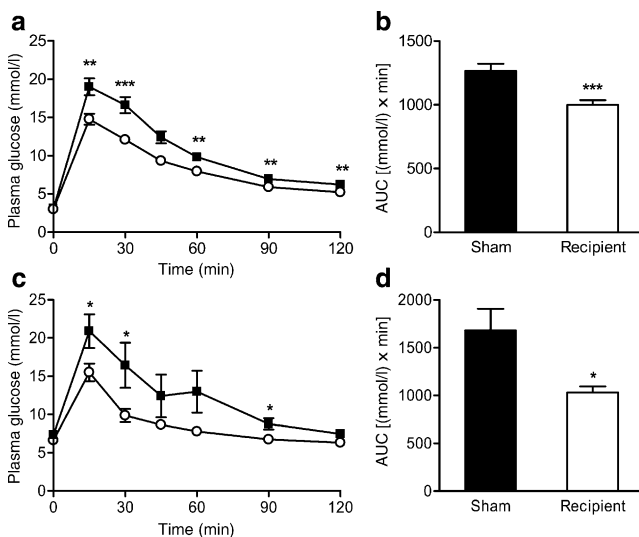 a
Plasma glucose (mmol/l)
25
20
15
10
5
0
** *** ** ** **
0 30 60 90 120
Time (min)
b
AUC [(mmol/l) x min]
1500
1000
500
0
***
Sham Recipient
c
Plasma glucose (mmol/l)
25
20
15
10
5
0
* * *
0 30 60 90 120
Time (min)
d
AUC [(mmol/l) x min]
2000
1500
1000
500
0
*
Sham Recipient